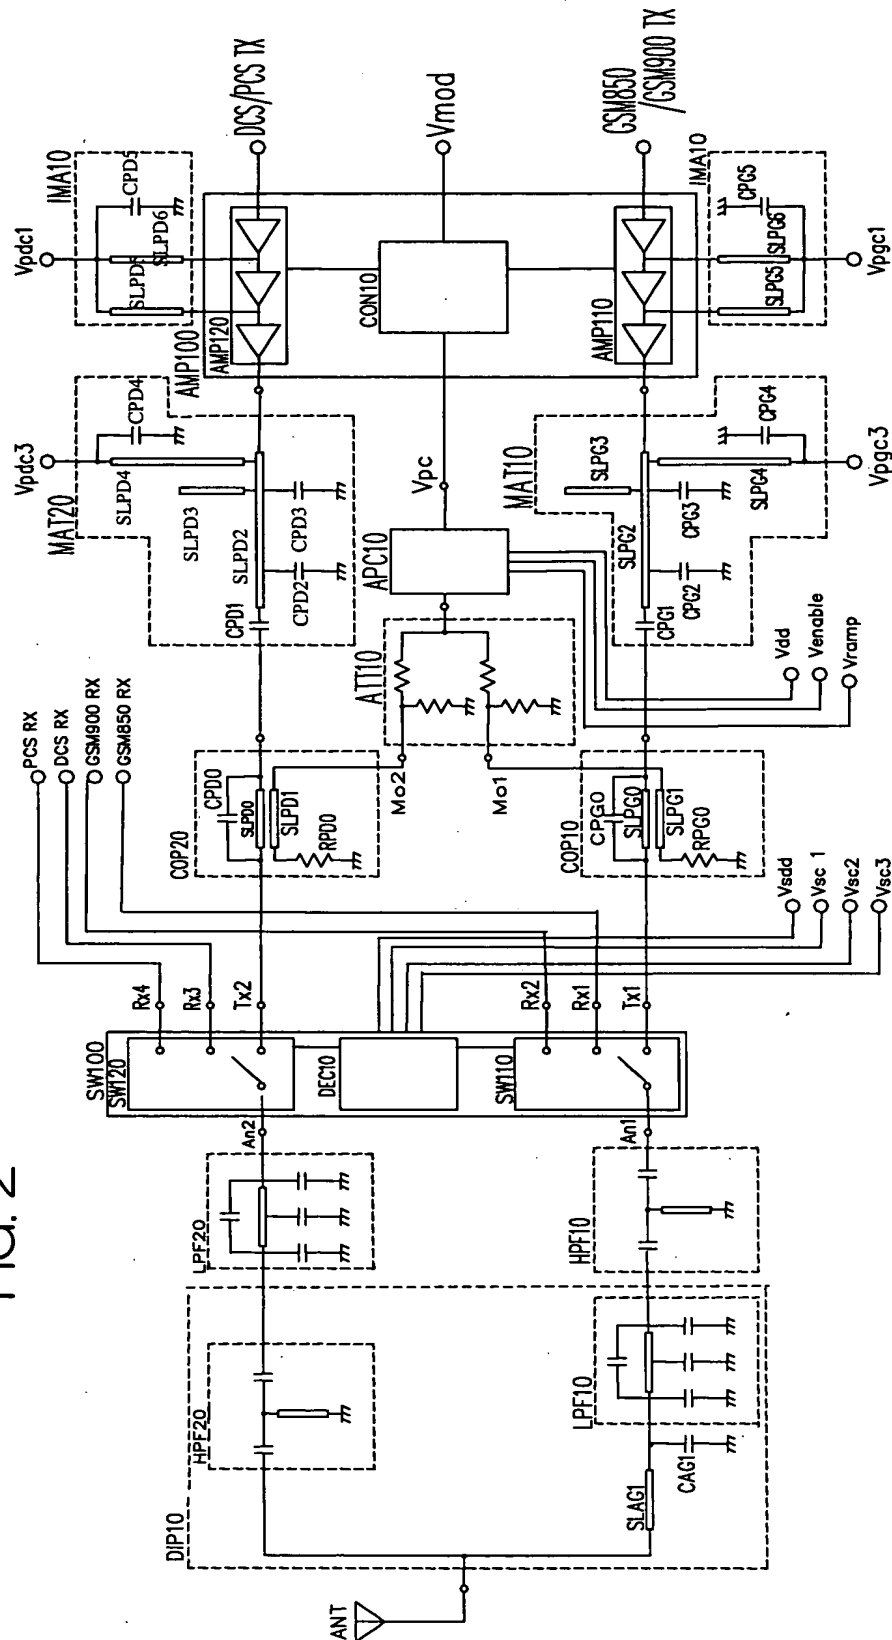 FIG. 2
DCS/PCS TX
Vmod
GSM850
/GSM900 TX
IMA10
CPD5
SLPD6
SLPD5
Vpdc1
AMP100
AMP120
CON10
AMP110
IMA10
CPG5
SLPG6
SLPG5
Vpgc1
MAT20
Vpdc3
CPD4
SLPD4
SLPD3
SLPD2
CPD3
CPD2
CPD1
Vpc
APC10
MAT10
SLPG3
SLPG2
CPG4
SLPG4
CPG3
CPG2
CPG1
Vpgc3
ATT10
Mo2
Mo1
Vdd
Venable
Vramp
PCS RX
DCS RX
GSM900 RX
GSM850 RX
COP20
CPD0
SLPD0
SLPD1
RPD0
COP10
CPG0
SLPG0
SLPG1
RPG0
Vsdd
Vsc 1
Vsc2
Vsc3
Rx4
Rx3
Tx2
Rx2
Rx1
Tx1
SW100
SW120
DEC10
SW110
An2
An1
LPF20
HPF10
HPF20
LPF10
DIP10
CAG1
SLAG1
ANT